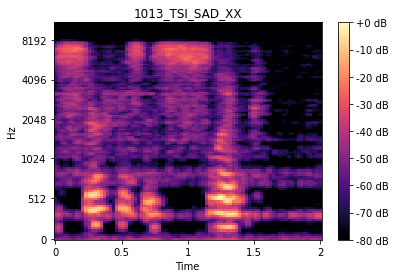 1013_TSI_SAD_XX
8192
4096
2048
1024
512
0
Hz
0
0.5
1
1.5
2
Time
+0 dB
-10 dB
-20 dB
-30 dB
-40 dB
-50 dB
-60 dB
-70 dB
-80 dB